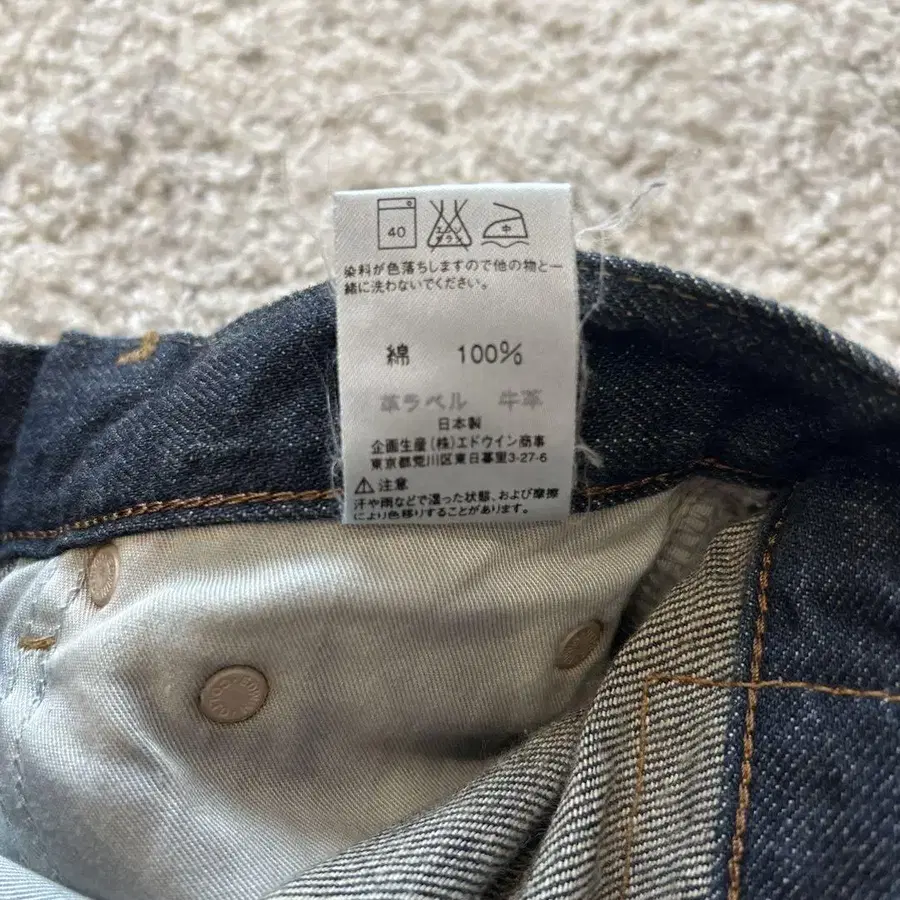 40
エンソ
サラシ
中
染料が色落ちしますので他の物と一
緒に洗わないでください。
綿 100%
革ラベル 牛革
日本製
企画生産(株)エドウイン商事
東京都荒川区東日暮里3-27-6
⚠注意
汗や雨などで湿った状態、および摩擦
により色移りすることがあります。
EDWIN